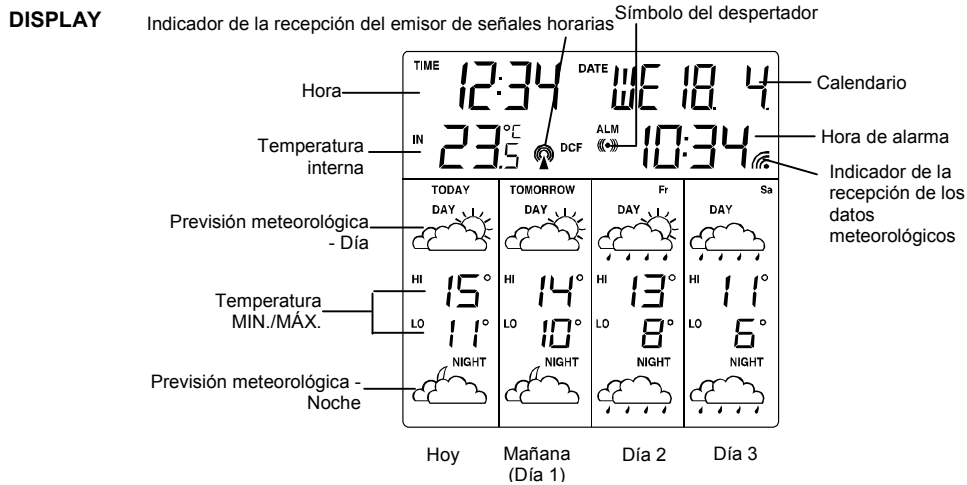 DISPLAY
Indicador de la recepción del emisor de señales horarias
Símbolo del despertador
TIME 12:34 DATE WE 18. 4.
Hora
Calendario
IN 23.5 °C DCF ALM 10:34
Temperatura
interna
Hora de alarma
Indicador de la
recepción de los
datos
meteorológicos
TODAY TOMORROW Fr Sa
DAY DAY DAY DAY
Previsión meteorológica
- Día
HI 15° HI 14° HI 13° HI 11°
Temperatura
MIN./MÁX.
LO 11° LO 10° LO 8° LO 6°
NIGHT NIGHT NIGHT NIGHT
Previsión meteorológica -
Noche
Hoy Mañana Día 2 Día 3
(Día 1)